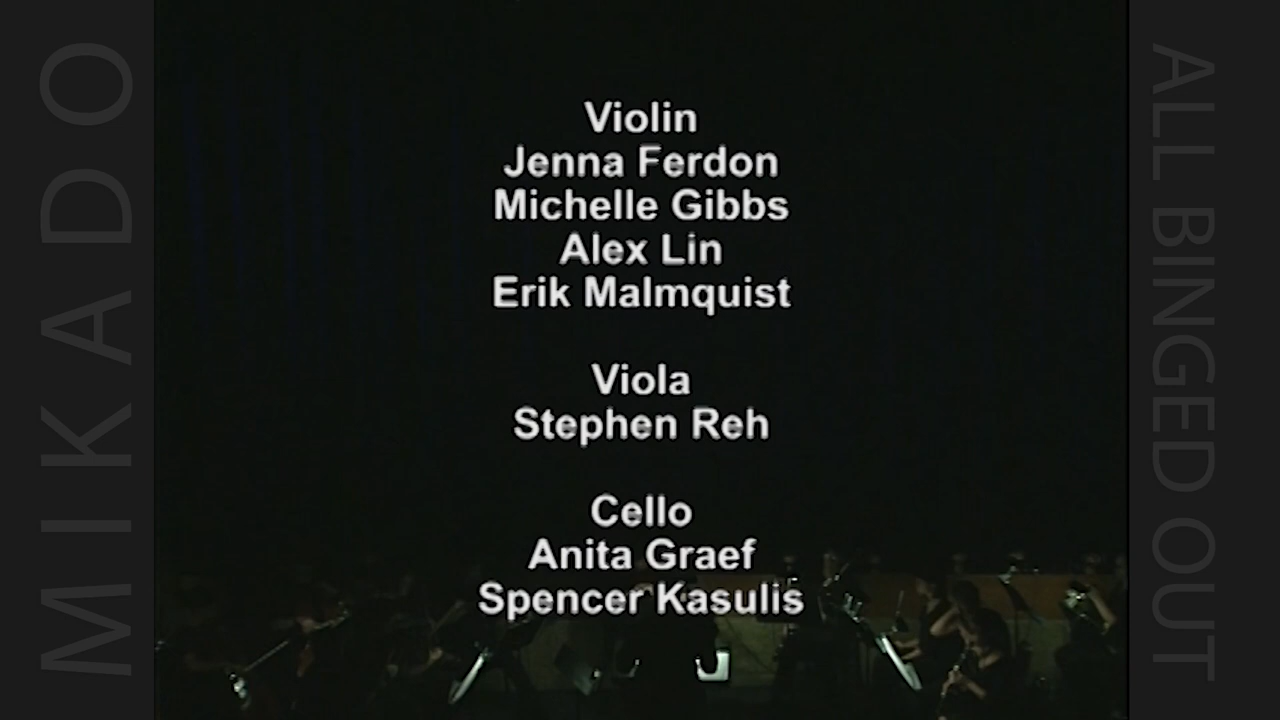 MIKADO
Violin
Jenna Ferdon
Michelle Gibbs
Alex Lin
Erik Malmquist
Viola
Stephen Reh
Cello
Anita Graef
Spencer Kasulis
ALL BINGED OUT